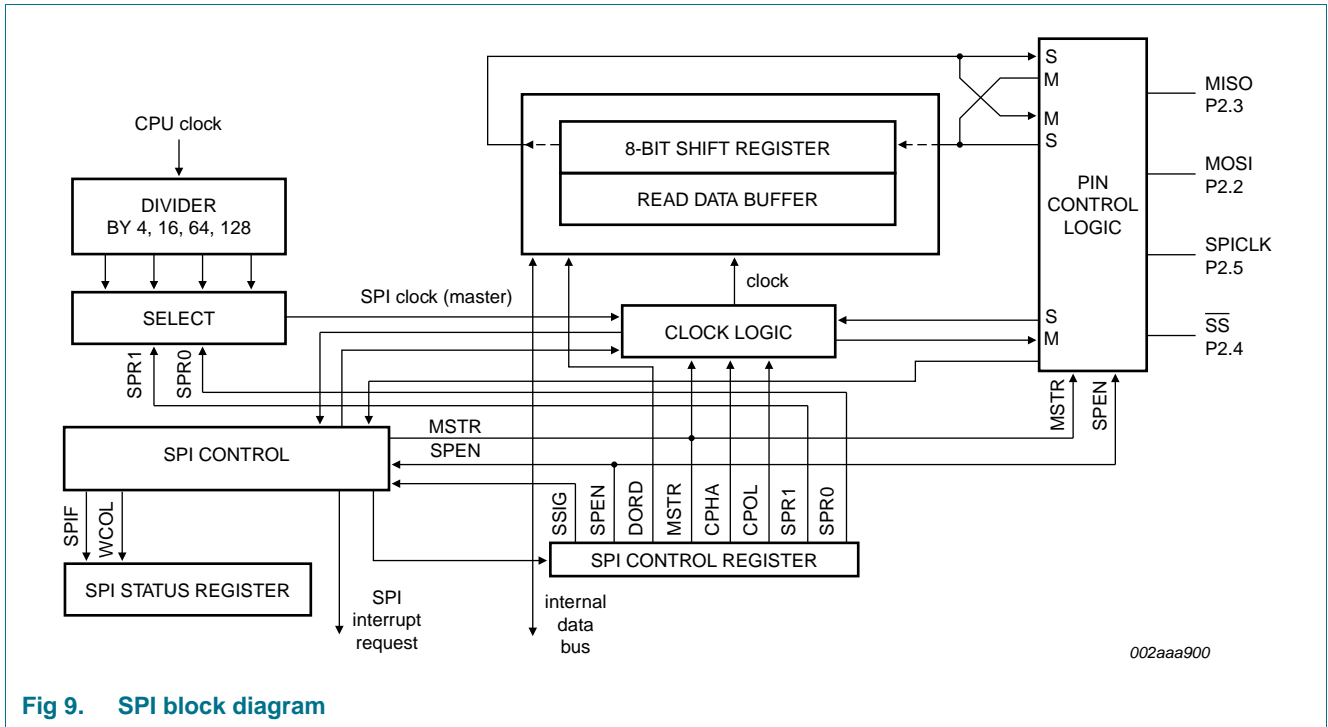 CPU clock
DIVIDER
BY 4, 16, 64, 128
SELECT
SPR1
SPR0
SPI clock (master)
8-BIT SHIFT REGISTER
READ DATA BUFFER
clock
CLOCK LOGIC
S
M
M
S
PIN
CONTROL
LOGIC
S
M
MISO
P2.3
MOSI
P2.2
SPICLK
P2.5
SS
P2.4
MSTR
SPEN
SPI CONTROL
MSTR
SPEN
SPIF
WCOL
SPI STATUS REGISTER
SPI
interrupt
request
SSIG
SPEN
DORD
MSTR
CPHA
CPOL
SPR1
SPR0
SPI CONTROL REGISTER
internal
data
bus
002aaa900
Fig 9. SPI block diagram